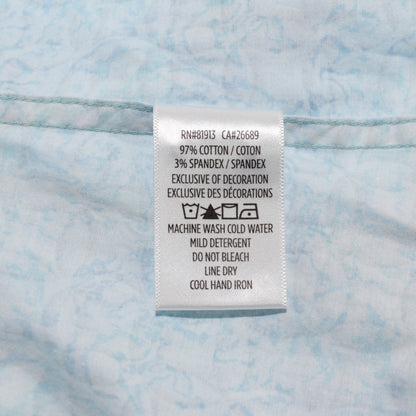 RN#81913 CA#26689
97% COTTON / COTON
3% SPANDEX / SPANDEX
EXCLUSIVE OF DECORATION
EXCLUSIVE DES DÉCORATIONS
MACHINE WASH COLD WATER
MILD DETERGENT
DO NOT BLEACH
LINE DRY
COOL HAND IRON